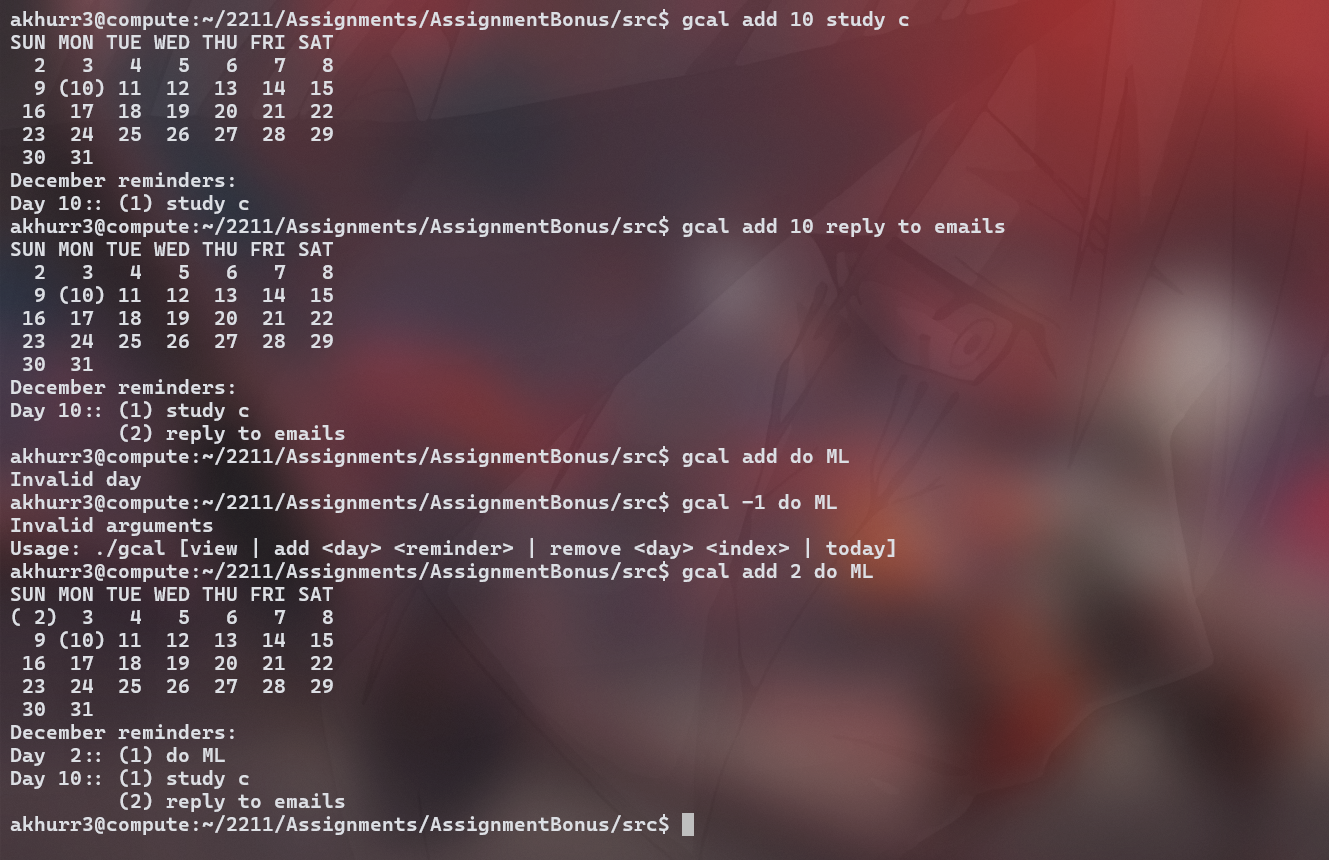 akhurr3@compute:~/2211/Assignments/AssignmentBonus/src$ gcal add 10 study c
SUN MON TUE WED THU FRI SAT
  2   3   4   5   6   7   8
  9 (10) 11  12  13  14  15
 16  17  18  19  20  21  22
 23  24  25  26  27  28  29
 30  31
December reminders:
Day 10:: (1) study c
akhurr3@compute:~/2211/Assignments/AssignmentBonus/src$ gcal add 10 reply to emails
SUN MON TUE WED THU FRI SAT
  2   3   4   5   6   7   8
  9 (10) 11  12  13  14  15
 16  17  18  19  20  21  22
 23  24  25  26  27  28  29
 30  31
December reminders:
Day 10:: (1) study c
         (2) reply to emails
akhurr3@compute:~/2211/Assignments/AssignmentBonus/src$ gcal add do ML
Invalid day
akhurr3@compute:~/2211/Assignments/AssignmentBonus/src$ gcal -1 do ML
Invalid arguments
Usage: ./gcal [view | add <day> <reminder> | remove <day> <index> | today]
akhurr3@compute:~/2211/Assignments/AssignmentBonus/src$ gcal add 2 do ML
SUN MON TUE WED THU FRI SAT
( 2)  3   4   5   6   7   8
  9 (10) 11  12  13  14  15
 16  17  18  19  20  21  22
 23  24  25  26  27  28  29
 30  31
December reminders:
Day  2:: (1) do ML
Day 10:: (1) study c
         (2) reply to emails
akhurr3@compute:~/2211/Assignments/AssignmentBonus/src$